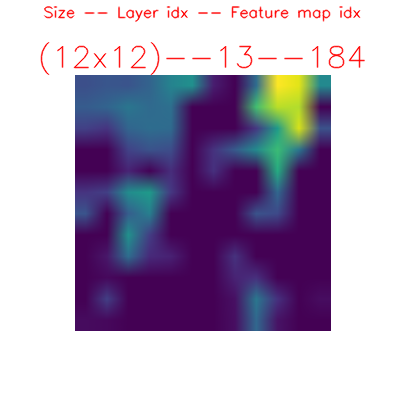 Size -- Layer idx -- Feature map idx
(12x12)--13--184